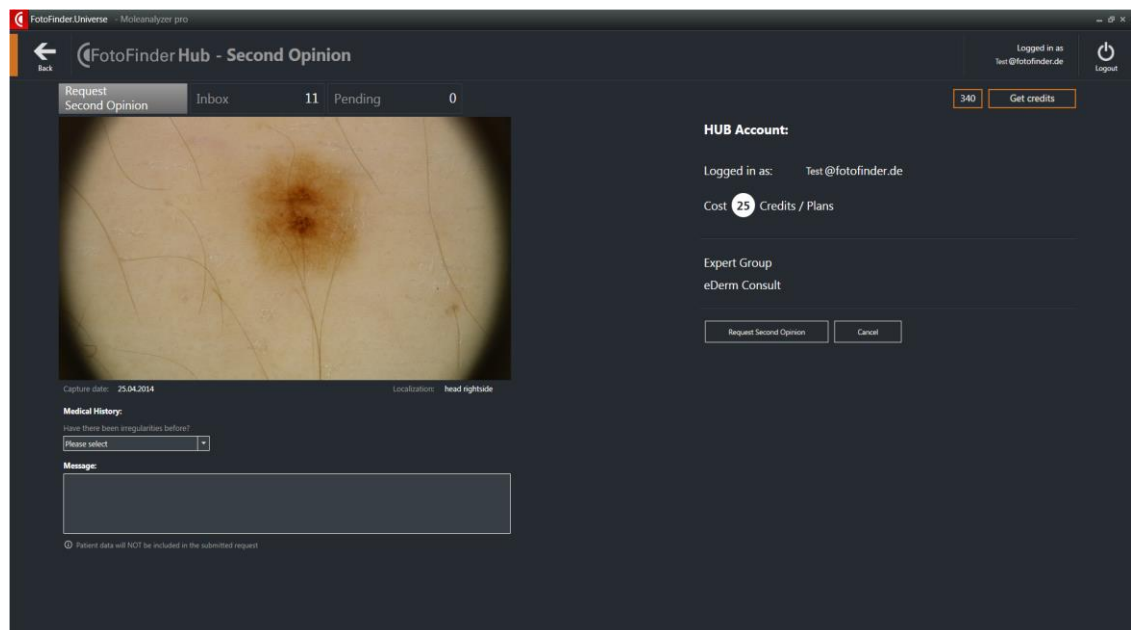 FotoFinder.Universe - Moleanalyzer pro
Back
FotoFinder Hub - Second Opinion
Logged in as
Test@fotofinder.de
Logout
Request
Second Opinion
Inbox 11
Pending 0
340
Get credits
HUB Account:
Logged in as: Test@fotofinder.de
Cost 25 Credits / Plans
Expert Group
eDerm Consult
Request Second Opinion
Cancel
Capture date: 25.04.2014
Localization: head rightside
Medical History:
Have there been irregularities before?
Please select
Message:
Patient data will NOT be included in the submitted request